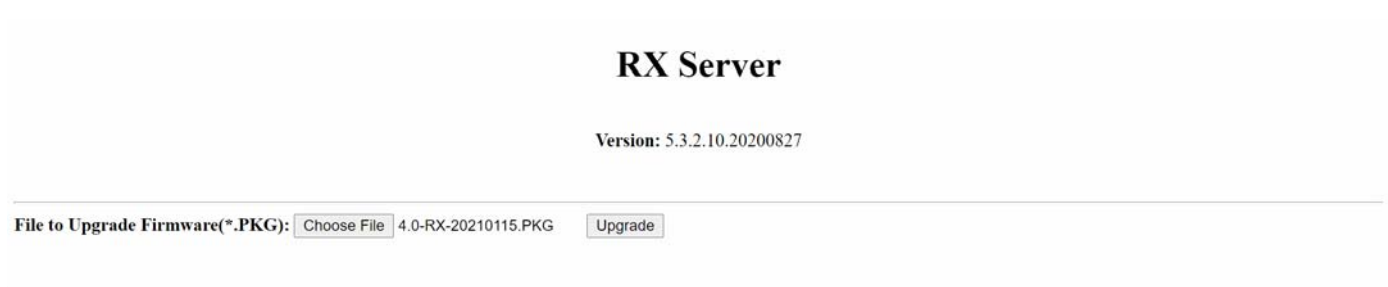 RX Server
Version: 5.3.2.10.20200827
File to Upgrade Firmware(*.PKG): Choose File 4.0-RX-20210115.PKG Upgrade